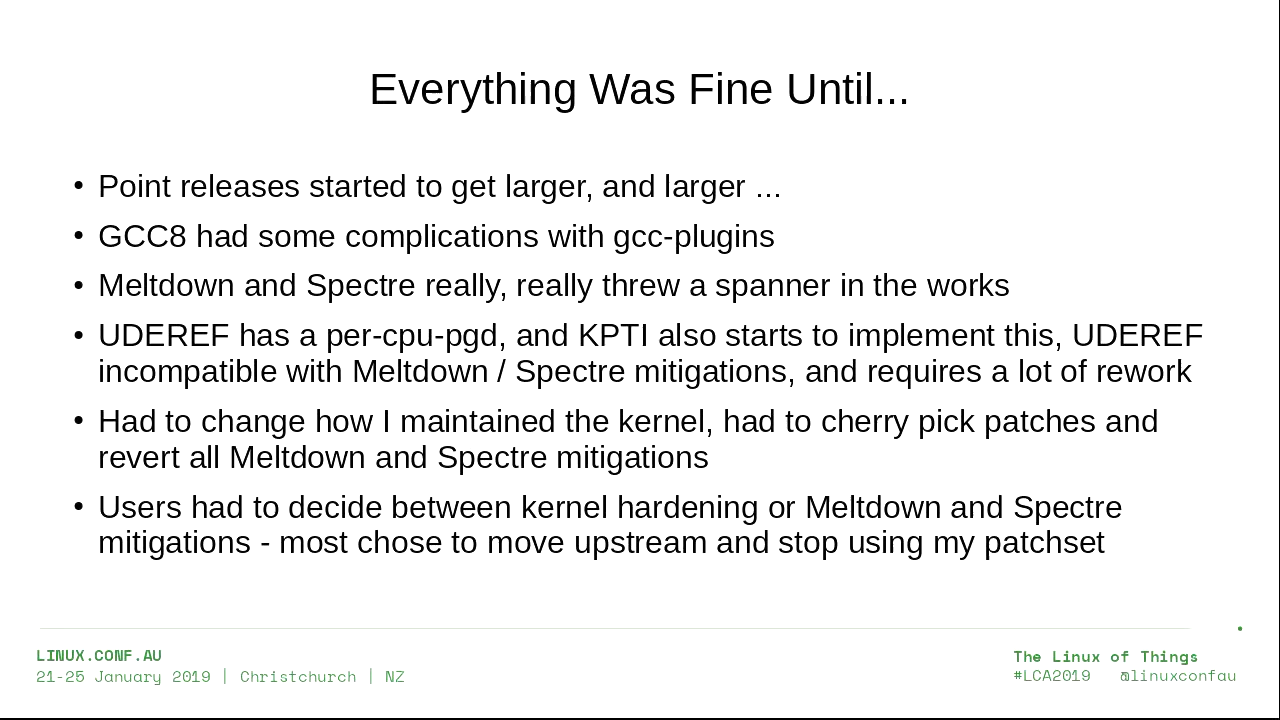 Everything Was Fine Until...
• Point releases started to get larger, and larger ...
• GCC8 had some complications with gcc-plugins
• Meltdown and Spectre really, really threw a spanner in the works
• UDEREF has a per-cpu-pgd, and KPTI also starts to implement this, UDEREF
incompatible with Meltdown / Spectre mitigations, and requires a lot of rework
• Had to change how I maintained the kernel, had to cherry pick patches and
revert all Meltdown and Spectre mitigations
• Users had to decide between kernel hardening or Meltdown and Spectre
mitigations - most chose to move upstream and stop using my patchset
LINUX.CONF.AU
21-25 January 2019 | Christchurch | NZ
The Linux of Things
#LCA2019 @linuxconfau